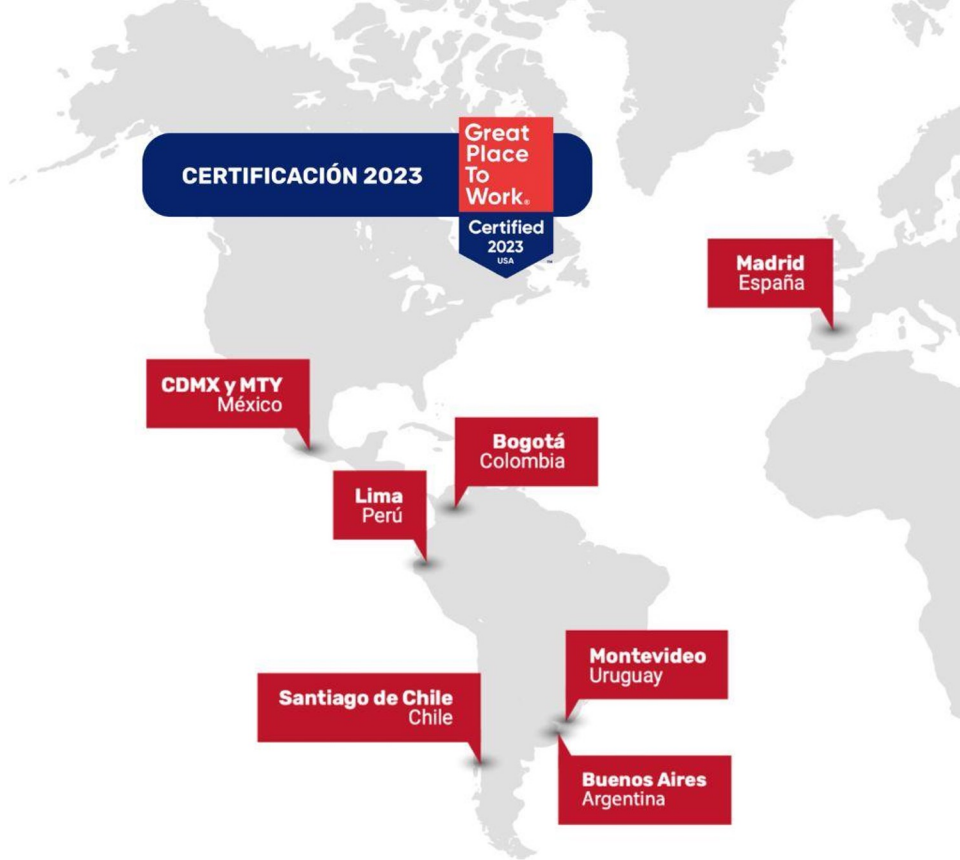 CERTIFICACIÓN 2023
Great
Place
To
Work®
Certified
2023
USA
Madrid
España
CDMX y MTY
México
Bogotá
Colombia
Lima
Perú
Montevideo
Uruguay
Santiago de Chile
Chile
Buenos Aires
Argentina